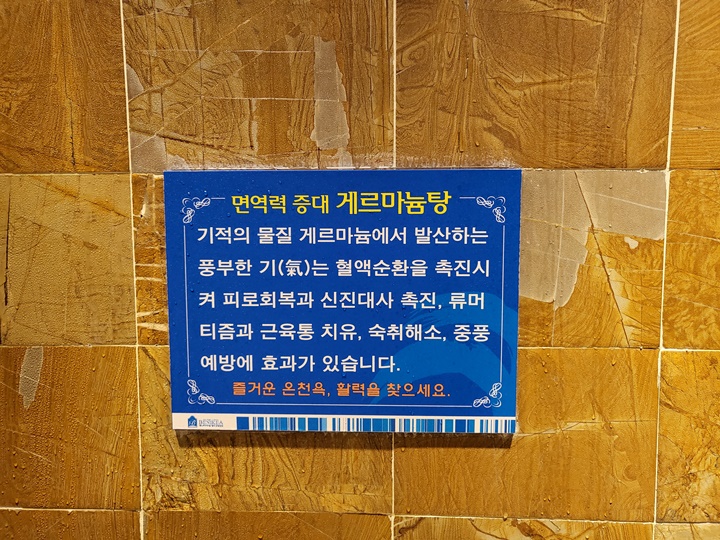 면역력 증대 게르마늄탕
기적의 물질 게르마늄에서 발산하는
풍부한 기(氣)는 혈액순환을 촉진시
켜 피로회복과 신진대사 촉진, 류머
티즘과 근육통 치유, 숙취해소, 중풍
예방에 효과가 있습니다.
즐거운 온천욕, 활력을 찾으세요.